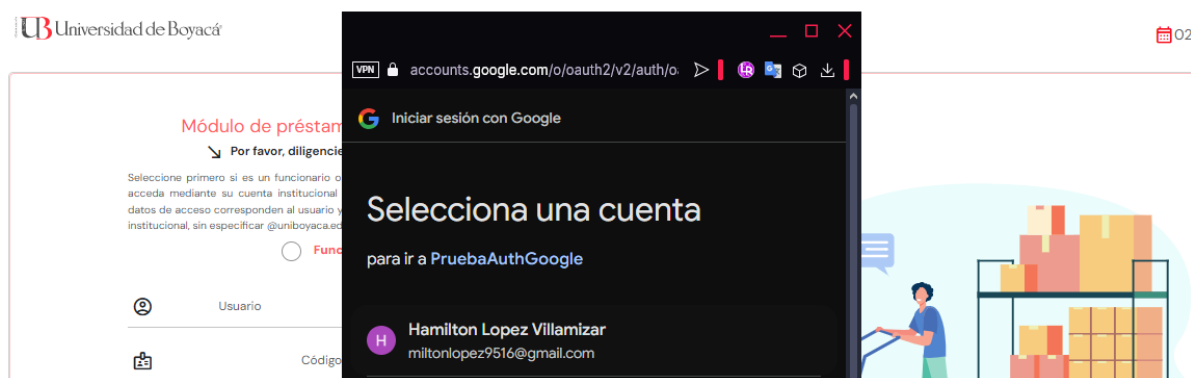 UB Universidad de Boyacá
02
VPN accounts.google.com/o/oauth2/v2/auth/o
LR
G Iniciar sesión con Google
Módulo de préstam
Por favor, diligencie
Seleccione primero si es un funcionario o
acceda mediante su cuenta institucional
datos de acceso corresponden al usuario y
institucional, sin especificar @uniboyaca.ed
Func
Usuario
Código
Selecciona una cuenta
para ir a PruebaAuthGoogle
H
Hamilton Lopez Villamizar
miltonlopez9516@gmail.com